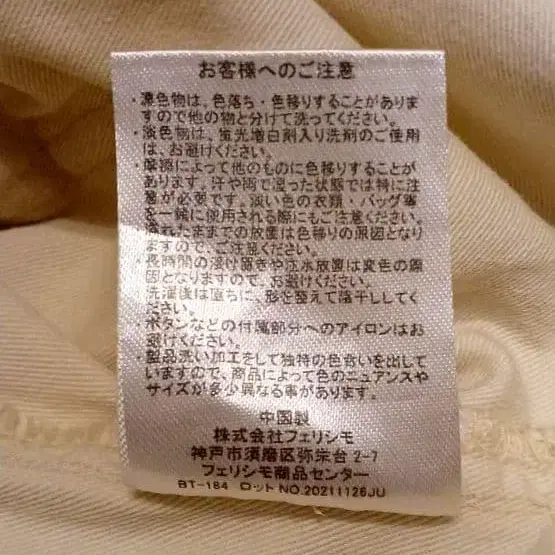 お客様へのご注意
・濃色物は、色落ち・色移りすることがありま
すので他の物と分けて洗ってください。
・淡色物は、蛍光増白剤入り洗剤のご使用
は、お避けください。
・摩擦によって他のものに色移りすることが
あります。汗や雨で湿った状態では特に注
意が必要です。淡い色の衣類・バッグ等
を一緒に使用される際にもご注意ください。
・濡れたままでの放置は色移りの原因となり
ますので、ご注意ください。
・長時間の浸け置きや注水放置は変色の原
因となりますので、お避けください。
洗濯後は直ちに、形を整えて陰干ししてく
ださい。
・ボタンなどの付属部分へのアイロンはお
避けください。
・製品洗い加工をして独特の色合いを出して
いますので、商品によって色のニュアンスや
サイズが多少異なる事があります。
中国製
株式会社フェリシモ
神戸市須磨区弥栄台2-7
フェリシモ商品センター
BT-184 ロットNO.20211126JU